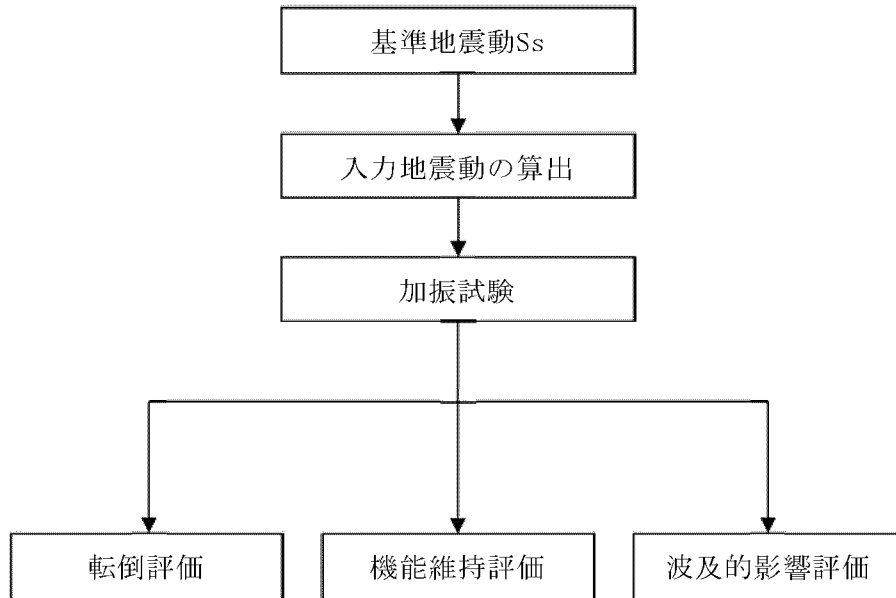 基準地震動Ss
入力地震動の算出
加振試験
転倒評価
機能維持評価
波及的影響評価